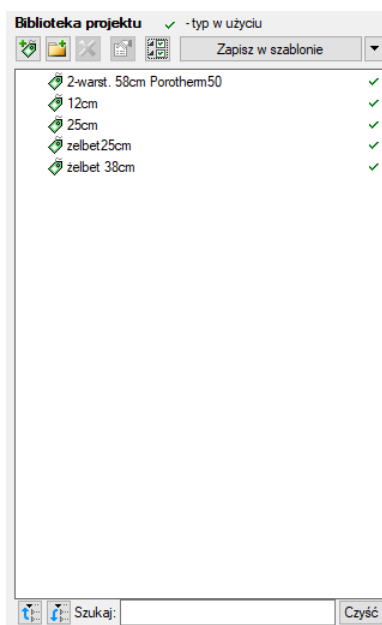 Biblioteka projektu ✓ - typ w użyciu
Zapisz w szablonie
2-warst. 58cm Porotherm50
12cm
25cm
zelbet25cm
żelbet 38cm
Szukaj: Czyść